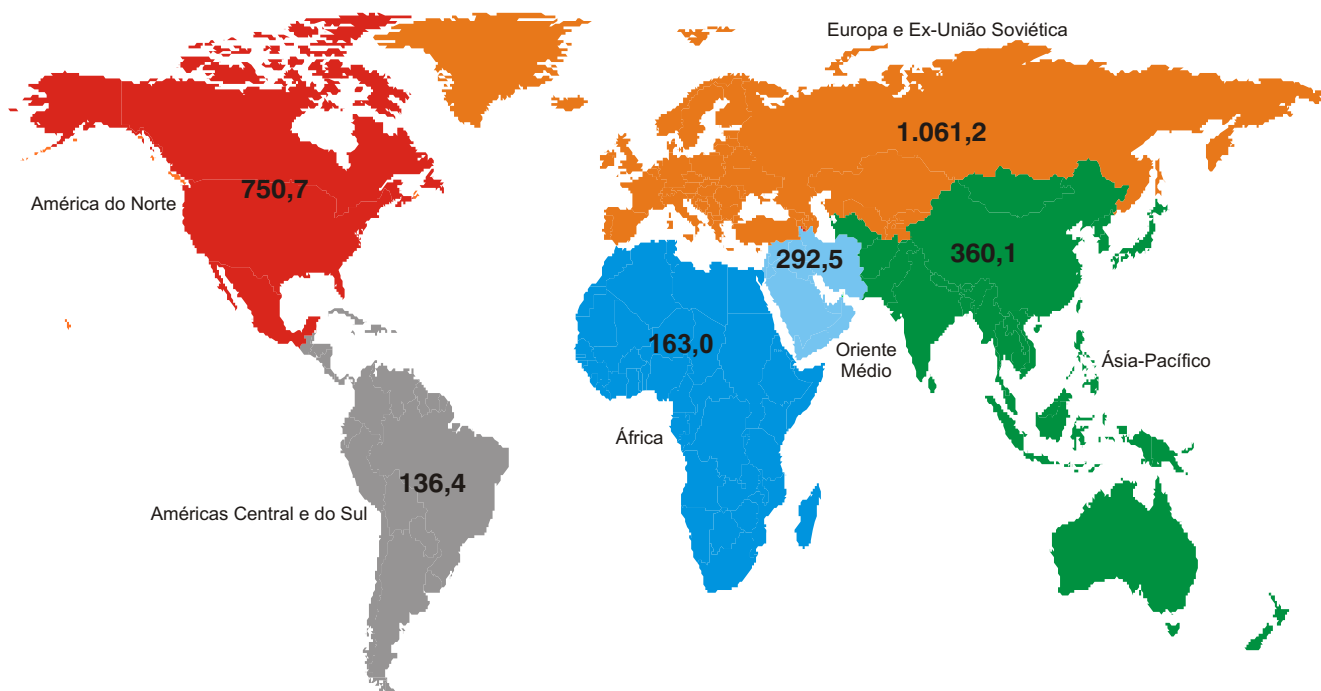 Europa e Ex-União Soviética
1.061,2
750,7
América do Norte
292,5
360,1
163,0
Oriente
Médio
Ásia-Pacífico
África
136,4
Américas Central e do Sul